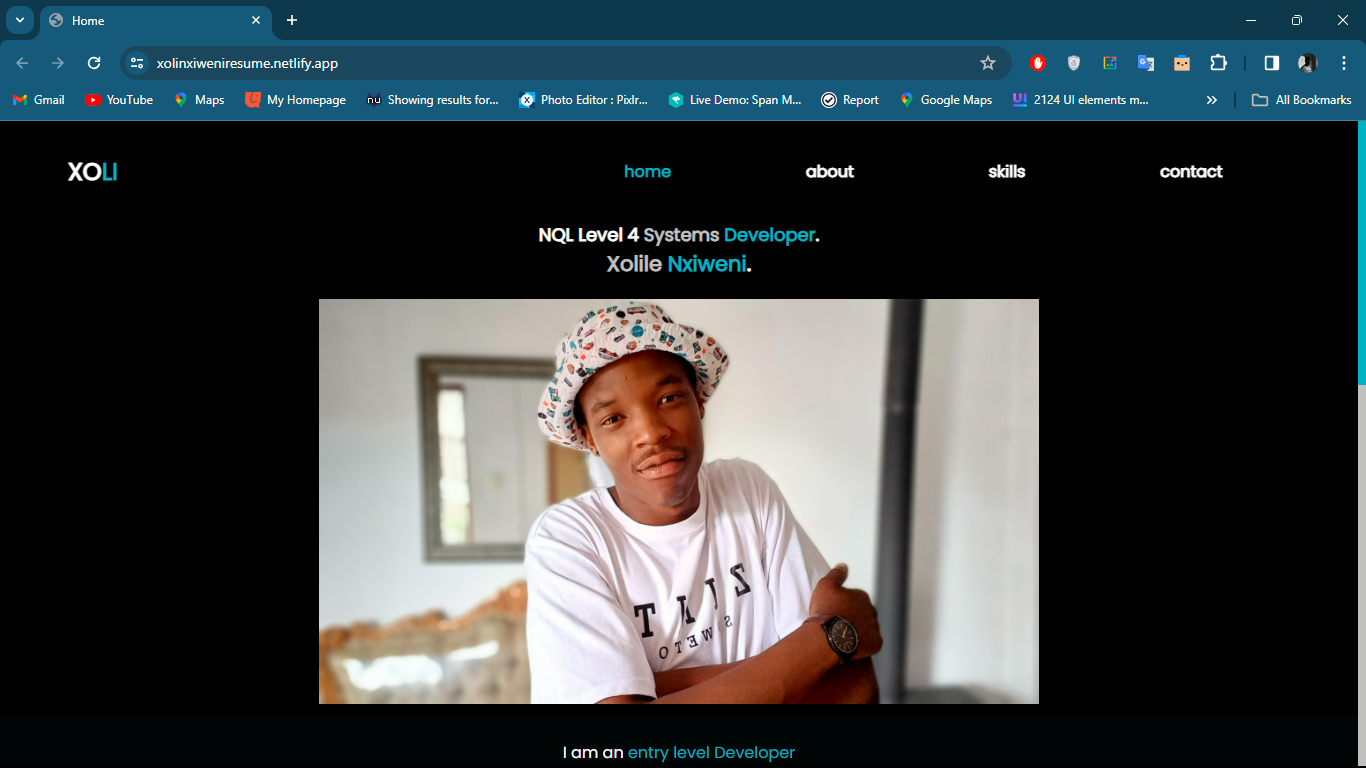 Home
xolinxiweniresume.netlify.app
Gmail YouTube Maps My Homepage Showing results for... Photo Editor : Pixlr... Live Demo: Span M... Report Google Maps 2124 UI elements m... All Bookmarks
XOLI home about skills contact
NQL Level 4 Systems Developer.
Xolile Nxiweni.
I am an entry level Developer